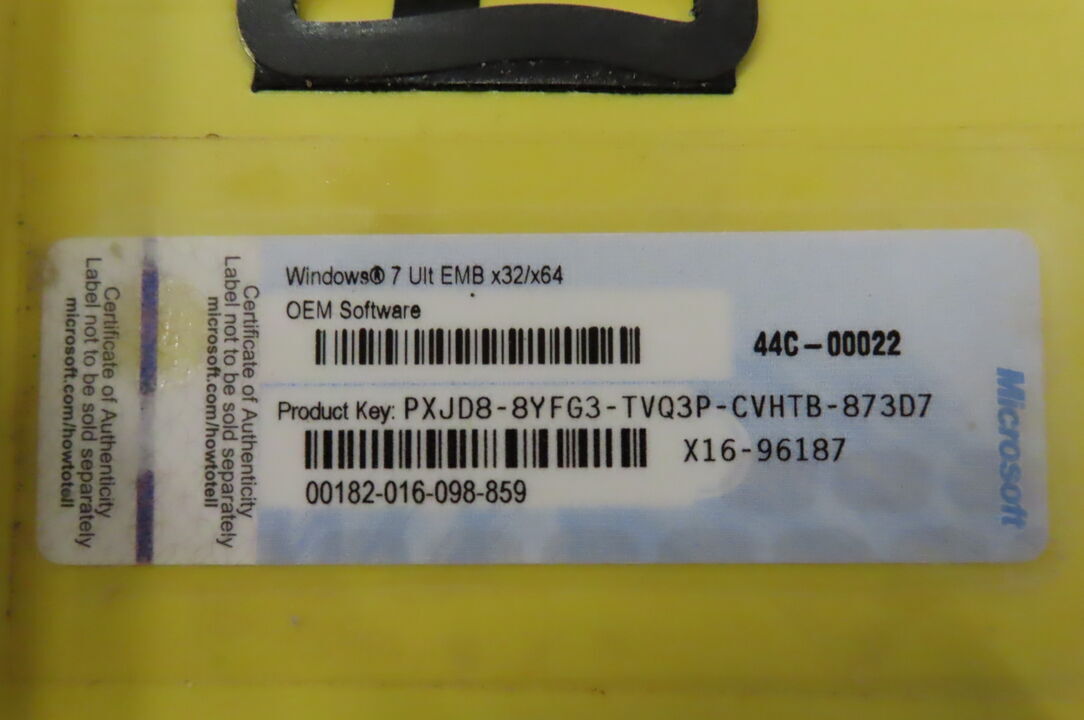 Certificate of Authenticity
Label not to be sold separately
microsoft.com/howtotell
Certificate of Authenticity
Label not to be sold separately
microsoft.com/howtotell
Windows® 7 Ult EMB x32/x64
OEM Software
44C-00022
Product Key: PXJD8-8YFG3-TVQ3P-CVHTB-873D7
X16-96187
00182-016-098-859
Microsoft